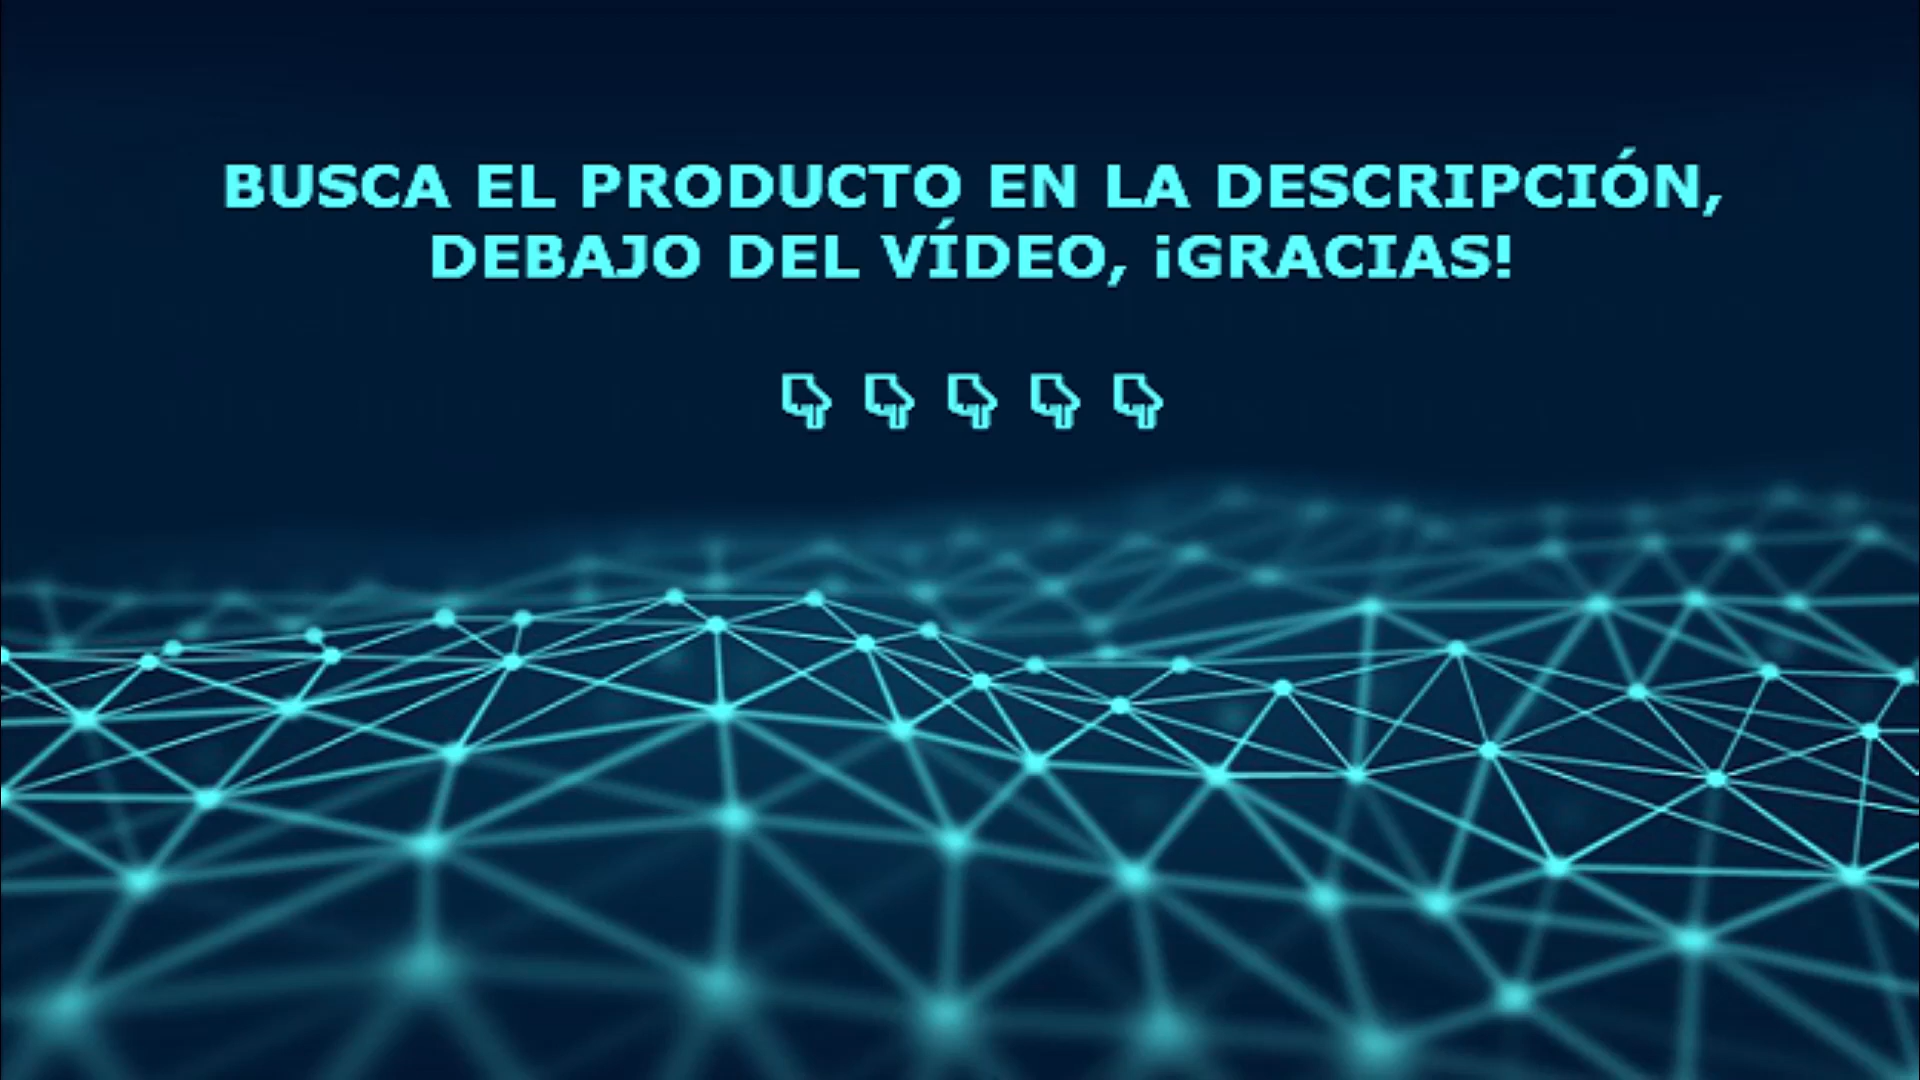 BUSCA EL PRODUCTO EN LA DESCRIPCIÓN,
DEBAJO DEL VÍDEO, ¡GRACIAS!
👇👇👇👇👇